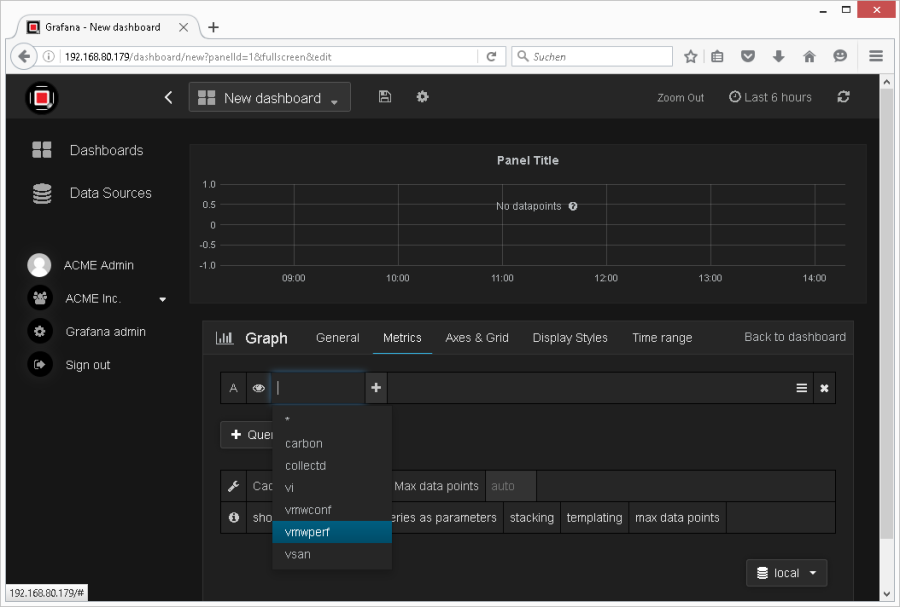 Grafana - New dashboard
192.168.80.179/dashboard/new?panelId=1&fullscreen&edit
Suchen
New dashboard
Zoom Out
Last 6 hours
Dashboards
Data Sources
ACME Admin
ACME Inc.
Grafana admin
Sign out
Panel Title
1.0
0.5
0
-0.5
-1.0
No datapoints
09:00 10:00 11:00 12:00 13:00 14:00
Graph General Metrics Axes & Grid Display Styles Time range Back to dashboard
A
*
carbon
collectd
vi
vmwconf
vmwperf
vsan
Max data points auto
eries as parameters stacking templating max data points
local
192.168.80.179/#